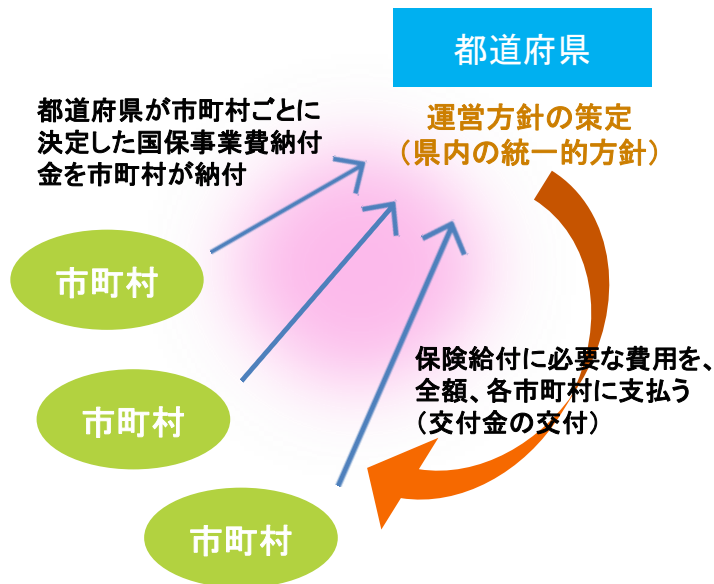 都道府県
都道府県が市町村ごとに
決定した国保事業費納付
金を市町村が納付
運営方針の策定
（県内の統一的方針）
市町村
保険給付に必要な費用を、
全額、各市町村に支払う
（交付金の交付）
市町村
市町村